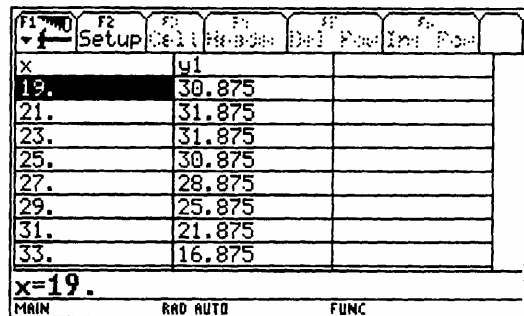 F1 F2
Setup
x y1
19. 30.875
21. 31.875
23. 31.875
25. 30.875
27. 28.875
29. 25.875
31. 21.875
33. 16.875
x=19.
MAIN RAD AUTO FUNC